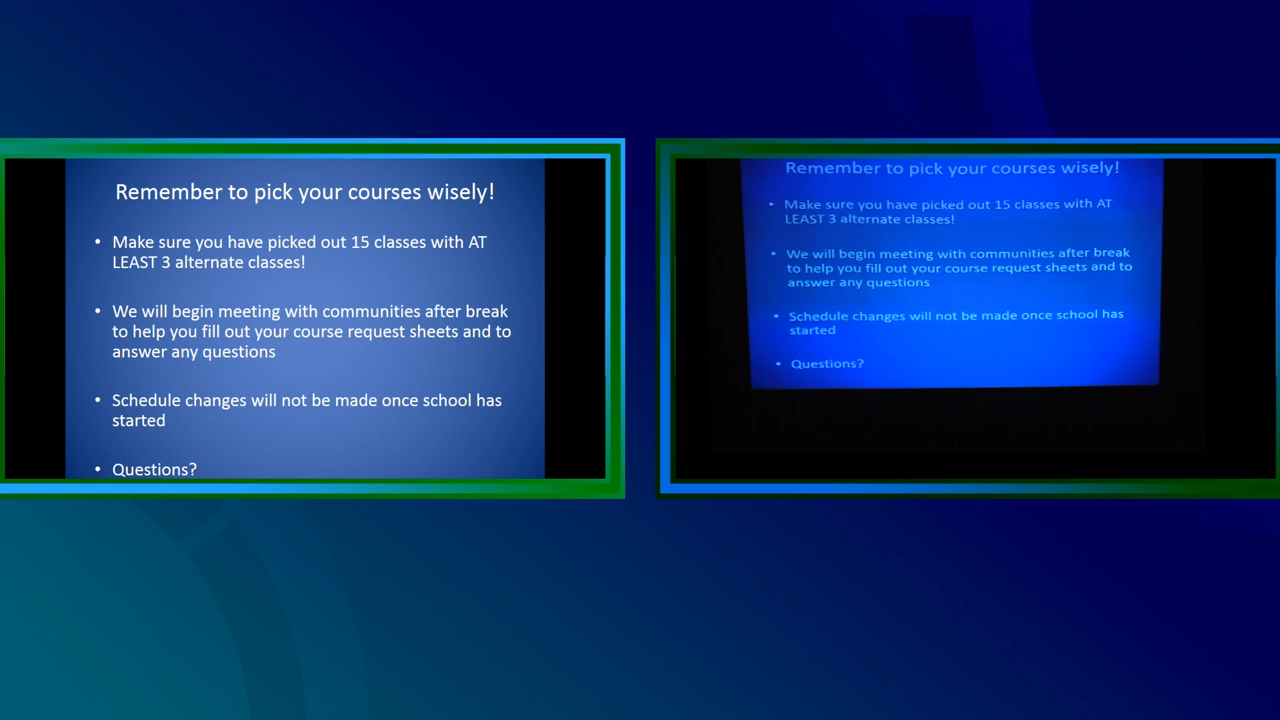 Remember to pick your courses wisely!
• Make sure you have picked out 15 classes with AT
LEAST 3 alternate classes!
• We will begin meeting with communities after break
to help you fill out your course request sheets and to
answer any questions
• Schedule changes will not be made once school has
started
• Questions?
Remember to pick your courses wisely!
• Make sure you have picked out 15 classes with AT
LEAST 3 alternate classes!
• We will begin meeting with communities after break
to help you fill out your course request sheets and to
answer any questions
• Schedule changes will not be made once school has
started
• Questions?